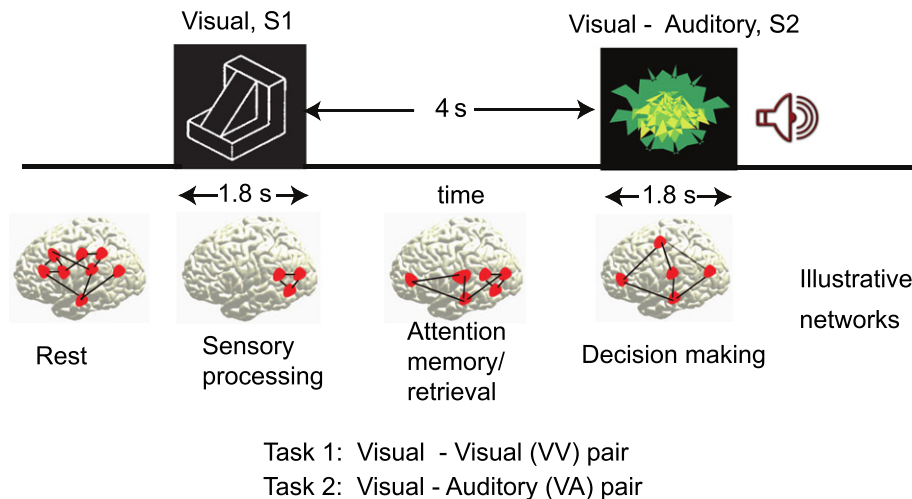 Visual, S1
Visual - Auditory, S2
4 s
1.8 s
time
1.8 s
Rest
Sensory
processing
Attention
memory/
retrieval
Decision making
Illustrative
networks
Task 1: Visual - Visual (VV) pair
Task 2: Visual - Auditory (VA) pair